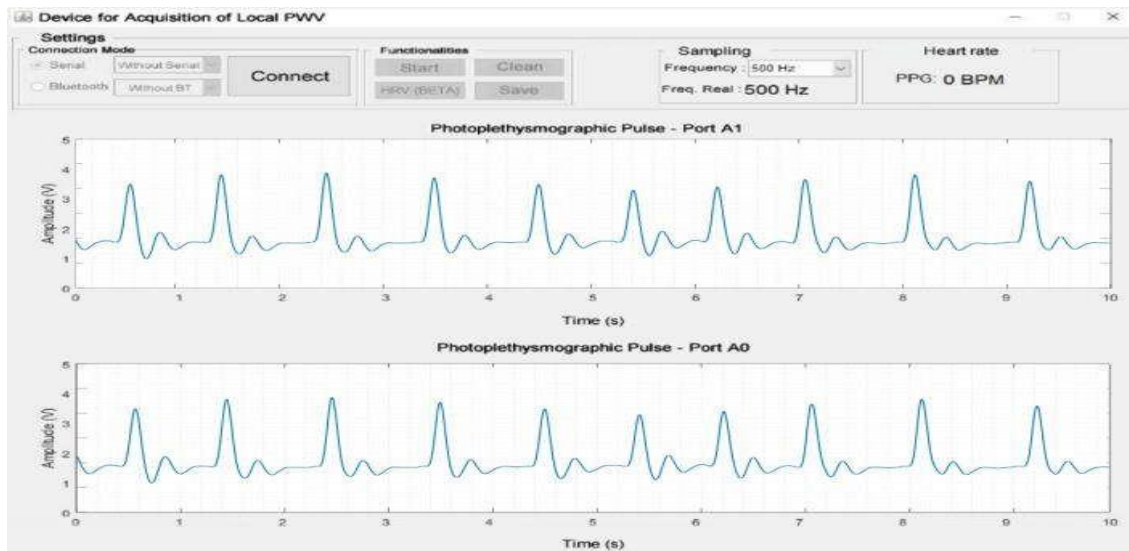 Device for Acquisition of Local PWV
Settings
Connection Mode
Serial
Without Serial
Bluetooth
Without BT
Connect
Functionalities
Start
Clean
HRV (BETA)
Save
Sampling
Frequency : 500 Hz
Freq. Real : 500 Hz
Heart rate
PPG: 0 BPM
Photoplethysmographic Pulse - Port A1
Amplitude (V)
5
4
3
2
1
0
0 1 2 3 4 5 6 7 8 9 10
Time (s)
Photoplethysmographic Pulse - Port A0
Amplitude (V)
5
4
3
2
1
0
0 1 2 3 4 5 6 7 8 9 10
Time (s)